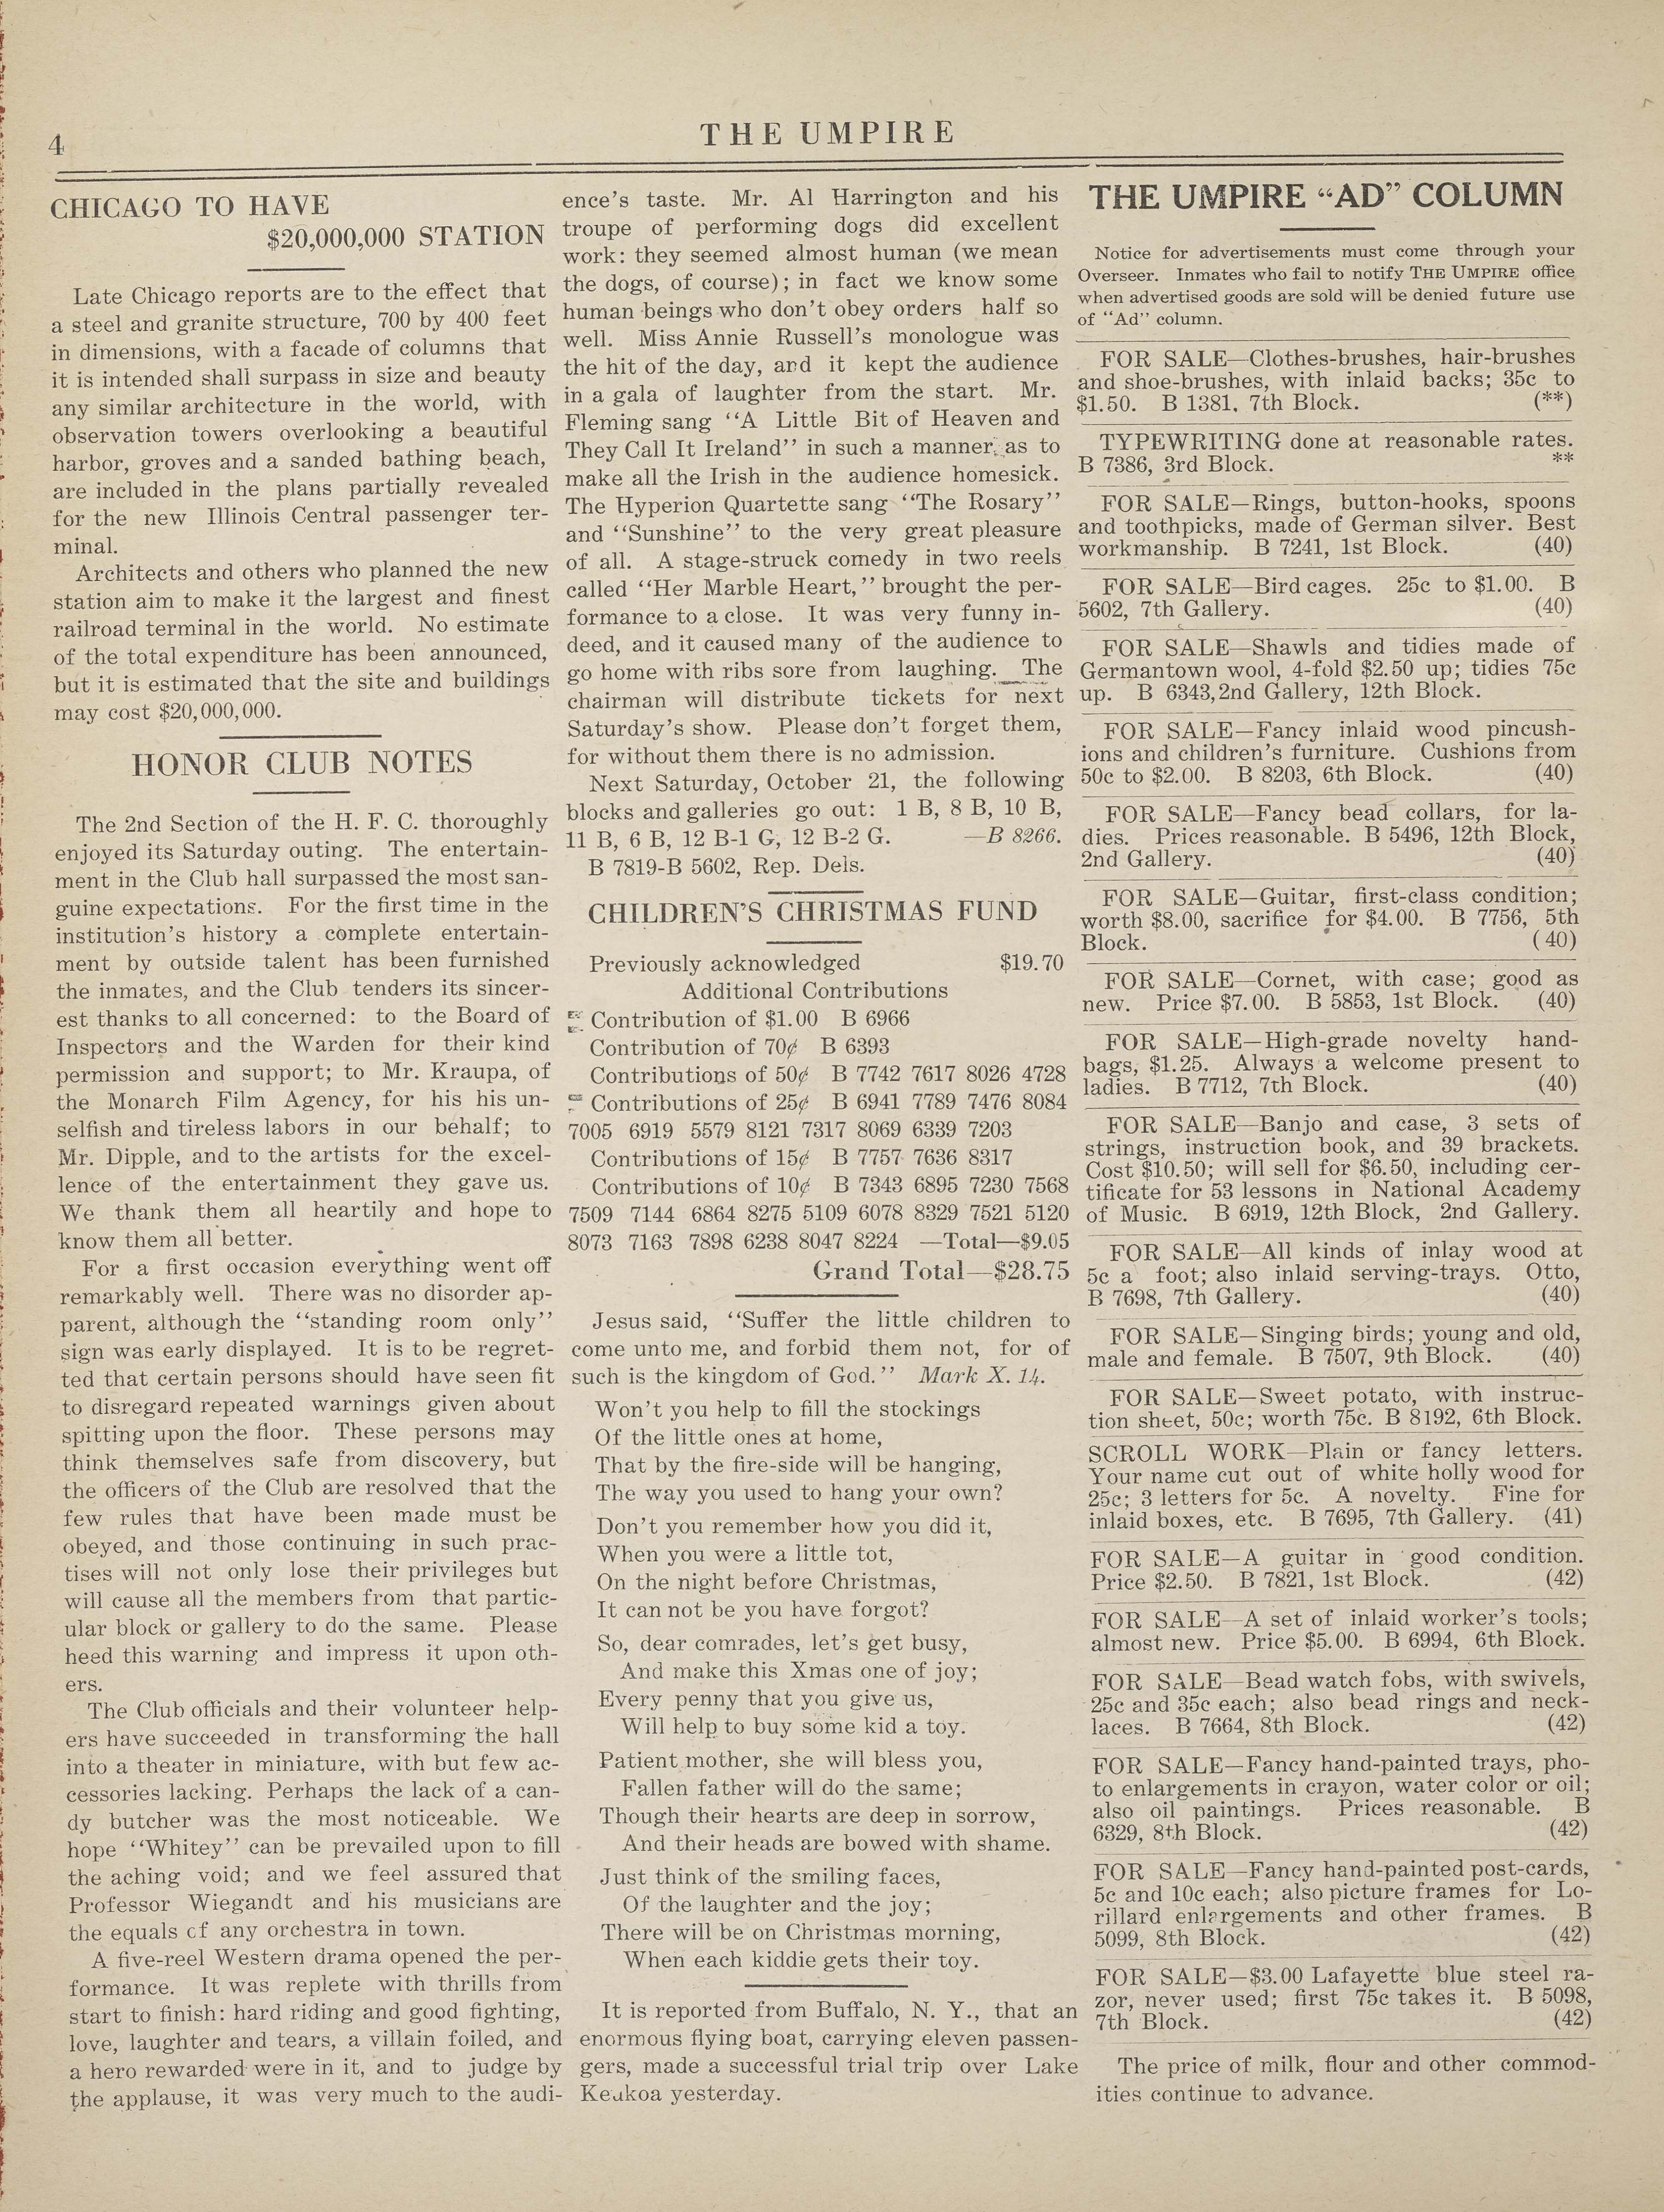 4
THE UMPIRE
CHICAGO TO HAVE
$20,000,000 STATION
Late Chicago reports are to the effect that
a steel and granite structure, 700 by 400 feet
in dimensions, with a facade of columns that
it is intended shall surpass in size and beauty
any similar architecture in the world, with
observation towers overlooking a beautiful
harbor, groves and a sanded bathing beach,
are included in the plans partially revealed
for the new Illinois Central passenger ter-
minal.
Architects and others who planned the new
station aim to make it the largest and finest
railroad terminal in the world. No estimate
of the total expenditure has been announced,
but it is estimated that the site and buildings
may cost $20,000,000.
HONOR CLUB NOTES
The 2nd Section of the H. F. C. thoroughly
enjoyed its Saturday outing. The entertain-
ment in the Club hall surpassed the most san-
guine expectations. For the first time in the
institution's history a complete entertain-
ment by outside talent has been furnished
the inmates, and the Club tenders its sincer-
est thanks to all concerned: to the Board of
Inspectors and the Warden for their kind
permission and support; to Mr. Kraupa, of
the Monarch Film Agency, for his his un-
selfish and tireless labors in our behalf; to
Mr. Dipple, and to the artists for the excel-
lence of the entertainment they gave us.
We thank them all heartily and hope to
know them all better.
For a first occasion everything went off
remarkably well. There was no disorder ap-
parent, although the "standing room only"
sign was early displayed. It is to be regret-
ted that certain persons should have seen fit
to disregard repeated warnings given about
spitting upon the floor. These persons may
think themselves safe from discovery, but
the officers of the Club are resolved that the
few rules that have been made must be
obeyed, and those continuing in such prac-
tises will not only lose their privileges but
will cause all the members from that partic-
ular block or gallery to do the same. Please
heed this warning and impress it upon oth-
ers.
The Club officials and their volunteer help-
ers have succeeded in transforming the hall
into a theater in miniature, with but few ac-
cessories lacking. Perhaps the lack of a can-
dy butcher was the most noticeable. We
hope "Whitey" can be prevailed upon to fill
the aching void; and we feel assured that
Professor Wiegandt and his musicians are
the equals of any orchestra in town.
A five-reel Western drama opened the per-
formance. It was replete with thrills from
start to finish: hard riding and good fighting,
love, laughter and tears, a villain foiled, and
a hero rewarded were in it, and to judge by
the applause, it was very much to the audi-
ence's taste. Mr. Al Harrington and his
troupe of performing dogs did excellent
work: they seemed almost human (we mean
the dogs, of course); in fact we know some
human beings who don't obey orders half so
well. Miss Annie Russell's monologue was
the hit of the day, and it kept the audience
in a gala of laughter from the start. Mr.
Fleming sang "A Little Bit of Heaven and
They Call It Ireland" in such a manner as to
make all the Irish in the audience homesick.
The Hyperion Quartette sang "The Rosary"
and "Sunshine" to the very great pleasure
of all. A stage-struck comedy in two reels
called "Her Marble Heart," brought the per-
formance to a close. It was very funny in-
deed, and it caused many of the audience to
go home with ribs sore from laughing. The
chairman will distribute tickets for next
Saturday's show. Please don't forget them,
for without them there is no admission.
Next Saturday, October 21, the following
blocks and galleries go out: 1 B, 8 B, 10 B,
11 B, 6 B, 12 B-1 G, 12 B-2 G. —B 8266.
B 7819-B 5602, Rep. Dels.
CHILDREN'S CHRISTMAS FUND
Previously acknowledged $19.70
Additional Contributions
Contribution of $1.00 B 6966
Contribution of 70¢ B 6393
Contributions of 50¢ B 7742 7617 8026 4728
Contributions of 25¢ B 6941 7789 7476 8084
7005 6919 5579 8121 7317 8069 6339 7203
Contributions of 15¢ B 7757 7636 8317
Contributions of 10¢ B 7343 6895 7230 7568
7509 7144 6864 8275 5109 6078 8329 7521 5120
8073 7163 7898 6238 8047 8224 —Total—$9.05
Grand Total—$28.75
Jesus said, "Suffer the little children to
come unto me, and forbid them not, for of
such is the kingdom of God." Mark X. 14.
Won't you help to fill the stockings
Of the little ones at home,
That by the fire-side will be hanging,
The way you used to hang your own?
Don't you remember how you did it,
When you were a little tot,
On the night before Christmas,
It can not be you have forgot?
So, dear comrades, let's get busy,
And make this Xmas one of joy;
Every penny that you give us,
Will help to buy some kid a toy.
Patient mother, she will bless you,
Fallen father will do the same;
Though their hearts are deep in sorrow,
And their heads are bowed with shame.
Just think of the smiling faces,
Of the laughter and the joy;
There will be on Christmas morning,
When each kiddie gets their toy.
It is reported from Buffalo, N. Y., that an
enormous flying boat, carrying eleven passen-
gers, made a successful trial trip over Lake
Keukoa yesterday.
THE UMPIRE "AD" COLUMN
Notice for advertisements must come through your
Overseer. Inmates who fail to notify THE UMPIRE office
when advertised goods are sold will be denied future use
of "Ad" column.
FOR SALE—Clothes-brushes, hair-brushes
and shoe-brushes, with inlaid backs; 35c to
$1.50. B 1381, 7th Block. (**)
TYPEWRITING done at reasonable rates.
B 7386, 3rd Block. **
FOR SALE—Rings, button-hooks, spoons
and toothpicks, made of German silver. Best
workmanship. B 7241, 1st Block. (40)
FOR SALE—Bird cages. 25c to $1.00. B
5602, 7th Gallery. (40)
FOR SALE—Shawls and tidies made of
Germantown wool, 4-fold $2.50 up; tidies 75c
up. B 6343, 2nd Gallery, 12th Block.
FOR SALE—Fancy inlaid wood pincush-
ions and children's furniture. Cushions from
50c to $2.00. B 8203, 6th Block. (40)
FOR SALE—Fancy bead collars, for la-
dies. Prices reasonable. B 5496, 12th Block,
2nd Gallery. (40)
FOR SALE—Guitar, first-class condition;
worth $8.00, sacrifice for $4.00. B 7756, 5th
Block. (40)
FOR SALE—Cornet, with case; good as
new. Price $7.00. B 5853, 1st Block. (40)
FOR SALE—High-grade novelty hand-
bags, $1.25. Always a welcome present to
ladies. B 7712, 7th Block. (40)
FOR SALE—Banjo and case, 3 sets of
strings, instruction book, and 39 brackets.
Cost $10.50; will sell for $6.50, including cer-
tificate for 53 lessons in National Academy
of Music. B 6919, 12th Block, 2nd Gallery.
FOR SALE—All kinds of inlay wood at
5c a foot; also inlaid serving-trays. Otto,
B 7698, 7th Gallery. (40)
FOR SALE—Singing birds; young and old,
male and female. B 7507, 9th Block. (40)
FOR SALE—Sweet potato, with instruc-
tion sheet, 50c; worth 75c. B 8192, 6th Block.
SCROLL WORK—Plain or fancy letters.
Your name cut out of white holly wood for
25c; 3 letters for 5c. A novelty. Fine for
inlaid boxes, etc. B 7695, 7th Gallery. (41)
FOR SALE—A guitar in good condition.
Price $2.50. B 7821, 1st Block. (42)
FOR SALE—A set of inlaid worker's tools;
almost new. Price $5.00. B 6994, 6th Block.
FOR SALE—Bead watch fobs, with swivels,
25c and 35c each; also bead rings and neck-
laces. B 7664, 8th Block. (42)
FOR SALE—Fancy hand-painted trays, pho-
to enlargements in crayon, water color or oil;
also oil paintings. Prices reasonable. B
6329, 8th Block. (42)
FOR SALE—Fancy hand-painted post-cards,
5c and 10c each; also picture frames for Lo-
rillard enlargements and other frames. B
5099, 8th Block. (42)
FOR SALE—$3.00 Lafayette blue steel ra-
zor, never used; first 75c takes it. B 5098,
7th Block. (42)
The price of milk, flour and other commod-
ities continue to advance.